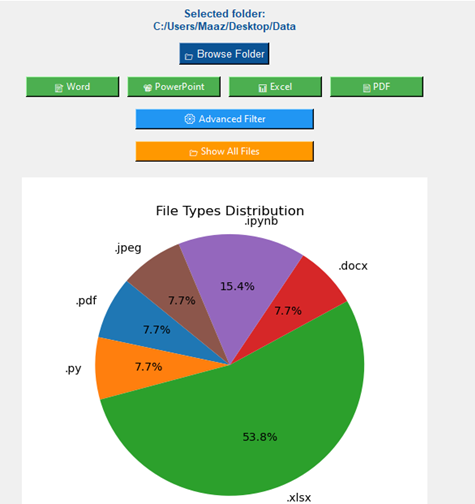 Selected folder:
C:/Users/Maaz/Desktop/Data
Browse Folder
Word PowerPoint Excel PDF
Advanced Filter
Show All Files
File Types Distribution
.ipynb
.jpeg
.docx
15.4%
.pdf
7.7%
7.7%
7.7%
.py
7.7%
53.8%
.xlsx